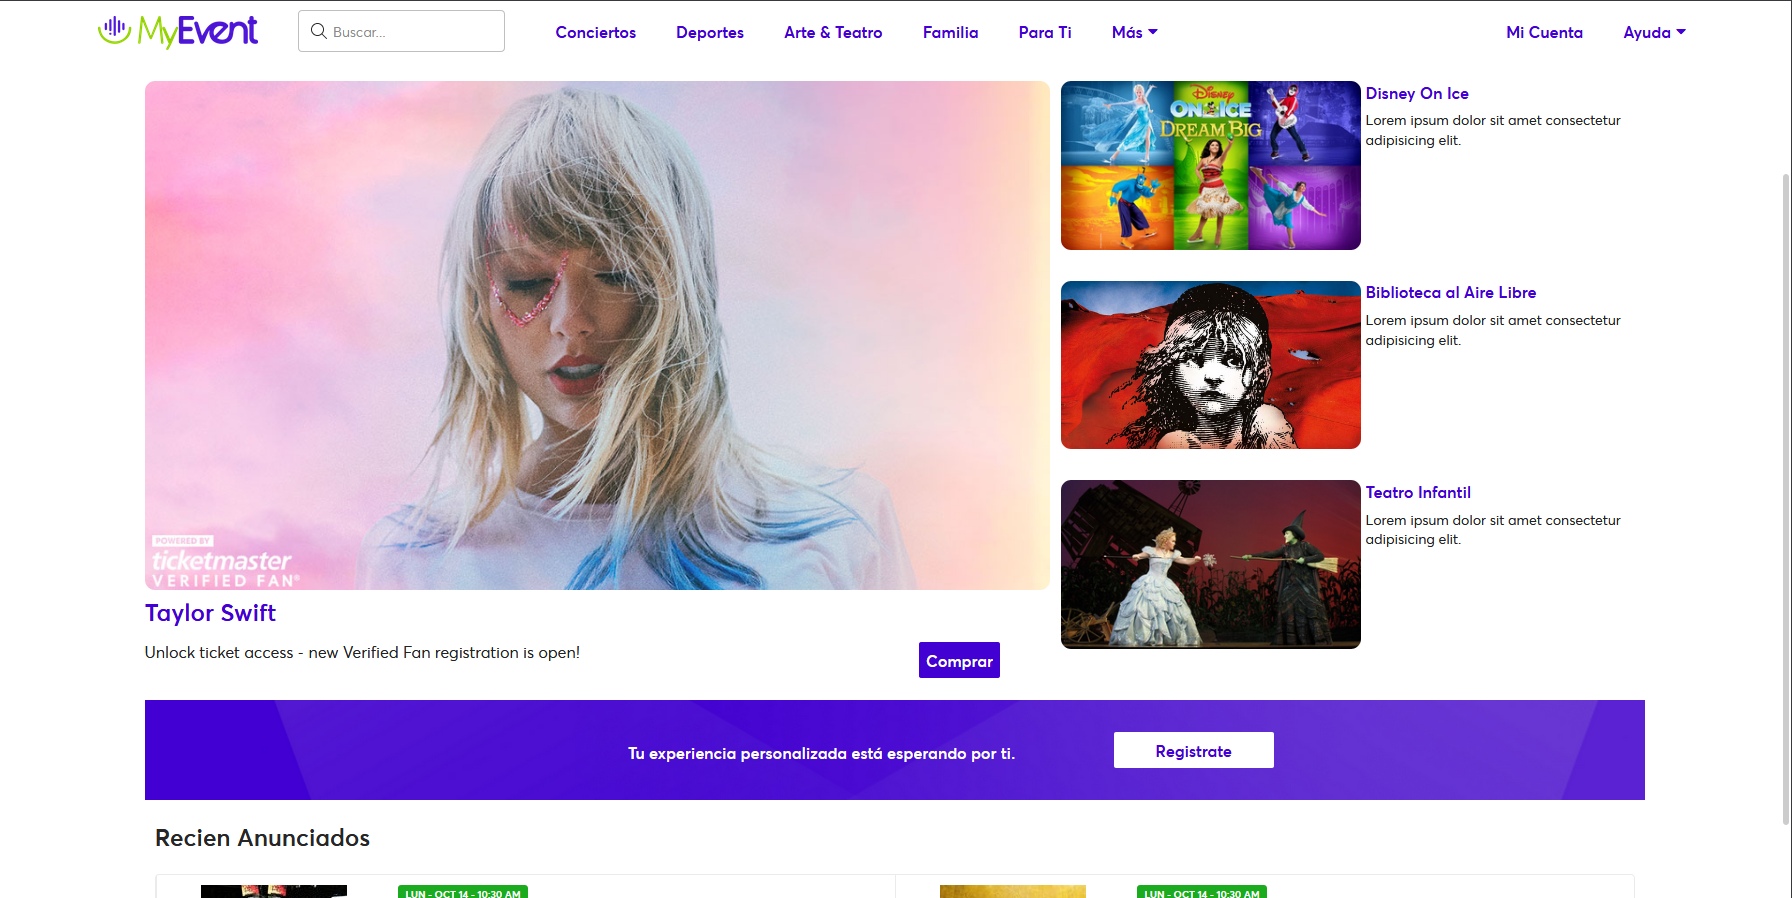 MyEvent
Buscar...
Conciertos
Deportes
Arte & Teatro
Familia
Para Ti
Más
Mi Cuenta
Ayuda
POWERED BY
ticketmaster
VERIFIED FAN®
Taylor Swift
Unlock ticket access - new Verified Fan registration is open!
Comprar
Disney
ON ICE
DREAM BIG
Disney On Ice
Lorem ipsum dolor sit amet consectetur
adipisicing elit.
Biblioteca al Aire Libre
Lorem ipsum dolor sit amet consectetur
adipisicing elit.
Teatro Infantil
Lorem ipsum dolor sit amet consectetur
adipisicing elit.
Tu experiencia personalizada está esperando por ti.
Registrate
Recien Anunciados
LUN - OCT 14 - 10:30 AM
LUN - OCT 14 - 10:30 AM